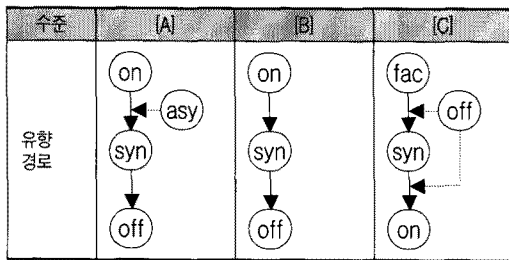 수준 [A] [B] [C]
on on fac
asy off
유향
경로
syn syn syn
off off on